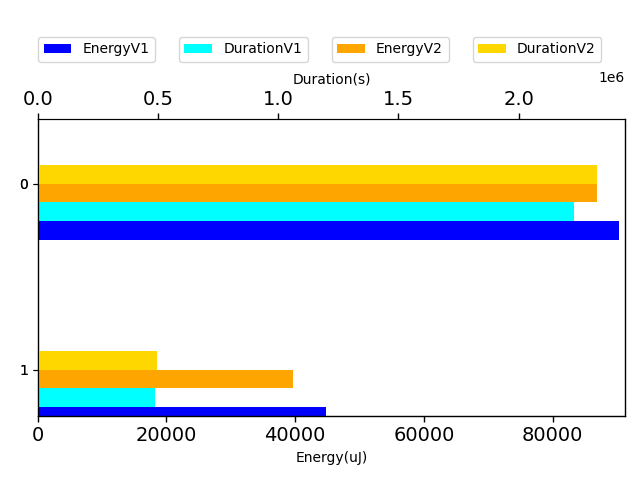 EnergyV1 DurationV1 EnergyV2 DurationV2
Duration(s)
1e6
0.0 0.5 1.0 1.5 2.0
0
1
0 20000 40000 60000 80000
Energy(uJ)